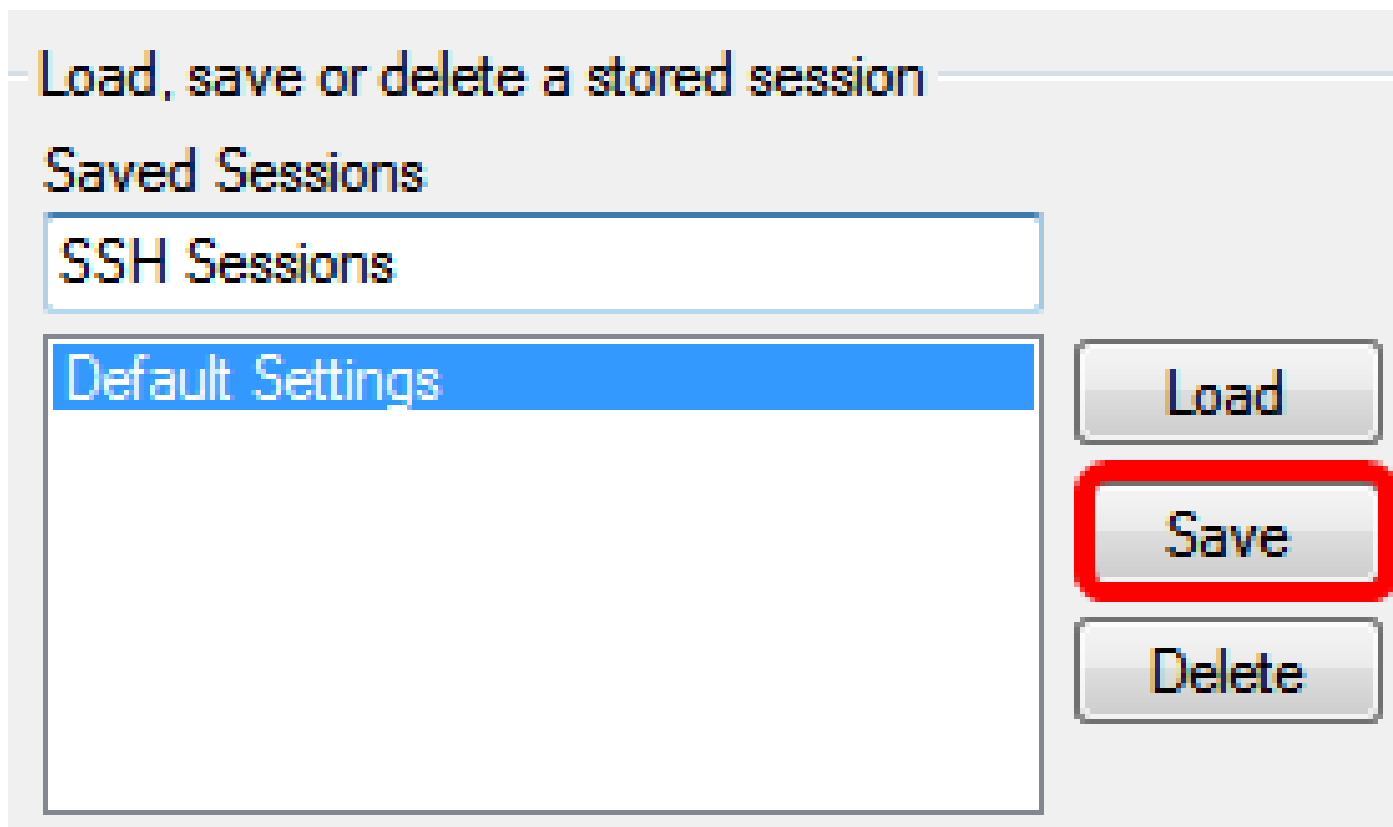 Load, save or delete a stored session
Saved Sessions
SSH Sessions
Default Settings
Load
Save
Delete